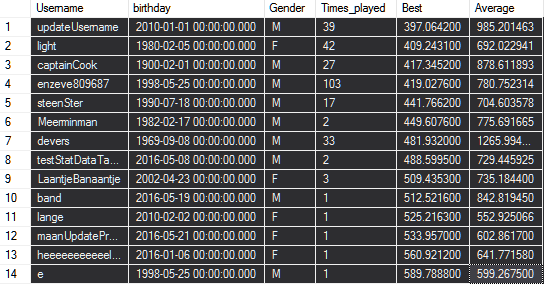 Username birthday Gender Times_played Best Average
1 updateUsername 2010-01-01 00:00:00.000 M 39 397.064200 985.201463
2 light 1980-02-05 00:00:00.000 F 42 409.243100 692.022941
3 captainCook 1900-02-01 00:00:00.000 M 27 417.345200 878.611893
4 enzeve809687 1998-05-25 00:00:00.000 M 103 419.027600 780.752314
5 steenSter 1990-07-18 00:00:00.000 M 17 441.766200 704.603578
6 Meerminman 1982-02-17 00:00:00.000 M 2 449.607600 775.691665
7 devers 1969-09-08 00:00:00.000 M 33 481.932000 1265.994...
8 testStatDataTa... 2016-05-08 00:00:00.000 M 2 488.599500 729.445925
9 LaantjeBanaantje 2002-04-23 00:00:00.000 F 3 509.435300 735.184400
10 band 2016-05-19 00:00:00.000 M 1 512.521600 842.819450
11 lange 2010-02-02 00:00:00.000 F 1 525.216300 552.925066
12 maanUpdatePr... 2016-05-21 00:00:00.000 F 1 533.957000 602.861700
13 heeeeeeeeeeel... 2016-01-06 00:00:00.000 F 1 560.921200 641.771580
14 e 1998-05-25 00:00:00.000 M 1 589.788800 599.267500